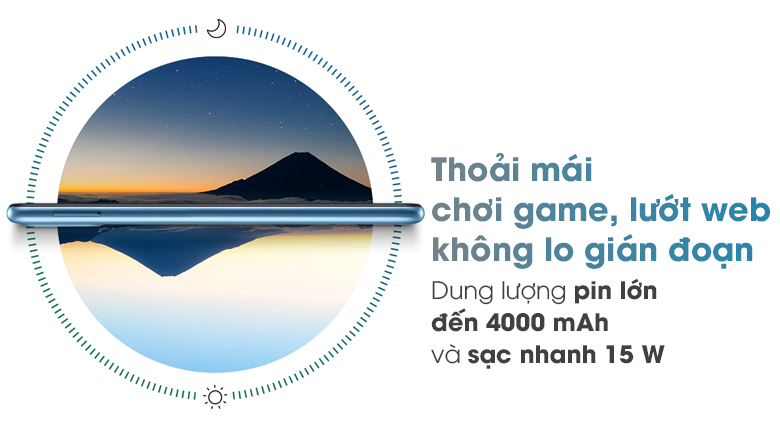 Thoải mái
chơi game, lướt web
không lo gián đoạn
Dung lượng pin lớn
đến 4000 mAh
và sạc nhanh 15 W